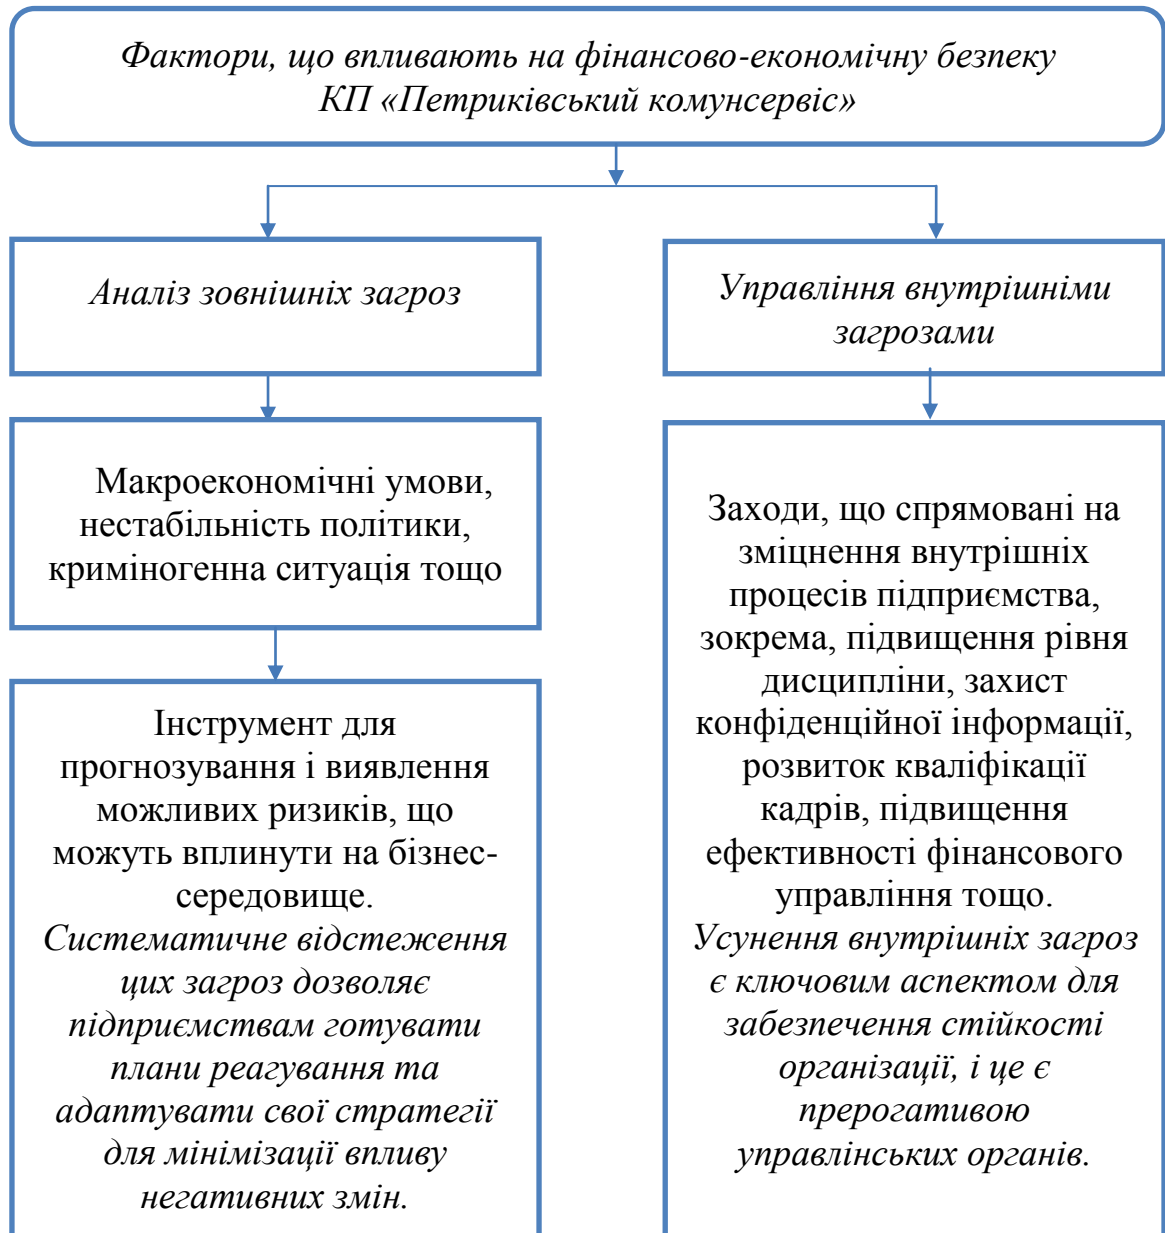 Фактори, що впливають на фінансово-економічну безпеку
КП «Петриківський комунсервіс»
Аналіз зовнішніх загроз
Управління внутрішніми
загрозами
Макроекономічні умови,
нестабільність політики,
криміногенна ситуація тощо
Інструмент для
прогнозування і виявлення
можливих ризиків, що
можуть вплинути на бізнес-
середовище.
Систематичне відстеження
цих загроз дозволяє
підприємствам готувати
плани реагування та
адаптувати свої стратегії
для мінімізації впливу
негативних змін.
Заходи, що спрямовані на
зміцнення внутрішніх
процесів підприємства,
зокрема, підвищення рівня
дисципліни, захист
конфіденційної інформації,
розвиток кваліфікації
кадрів, підвищення
ефективності фінансового
управління тощо.
Усунення внутрішніх загроз
є ключовим аспектом для
забезпечення стійкості
організації, і це є
прерогативою
управлінських органів.